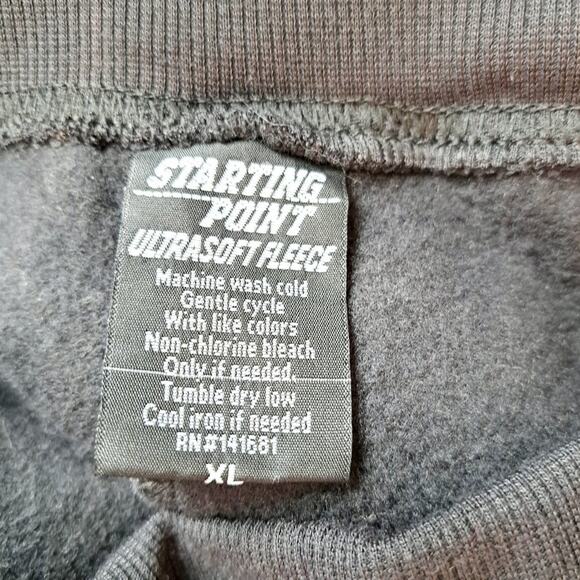 STARTING
POINT
ULTRASOFT FLEECE
Machine wash cold
Gentle cycle
With like colors
Non-chlorine bleach
Only if needed.
Tumble dry low
Cool iron if needed
RN#141681
XL